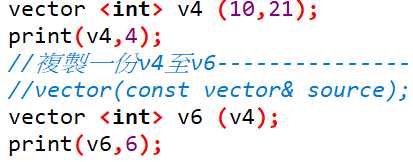 vector <int> v4 (10,21);
print(v4,4);
//複製一份v4至v6---------------
//vector(const vector& source);
vector <int> v6 (v4);
print(v6,6);